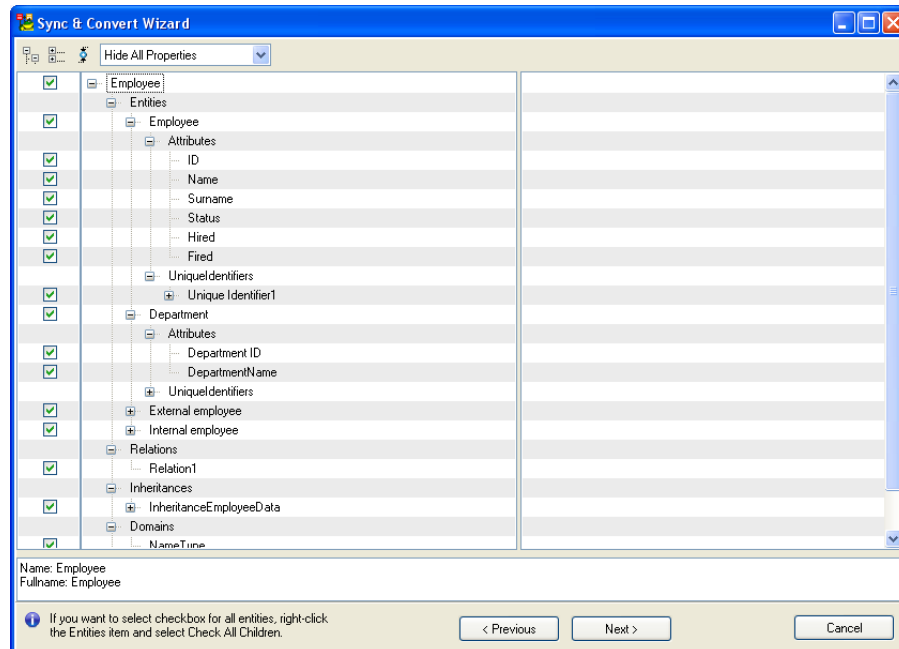 Sync & Convert Wizard
Hide All Properties
Employee
Entities
Employee
Attributes
ID
Name
Surname
Status
Hired
Fired
UniqueIdentifiers
Unique Identifier1
Department
Attributes
Department ID
DepartmentName
UniqueIdentifiers
External employee
Internal employee
Relations
Relation1
Inheritances
InheritanceEmployeeData
Domains
NameType
Name: Employee
Fullname: Employee
If you want to select checkbox for all entities, right-click
the Entities item and select Check All Children.
< Previous
Next >
Cancel